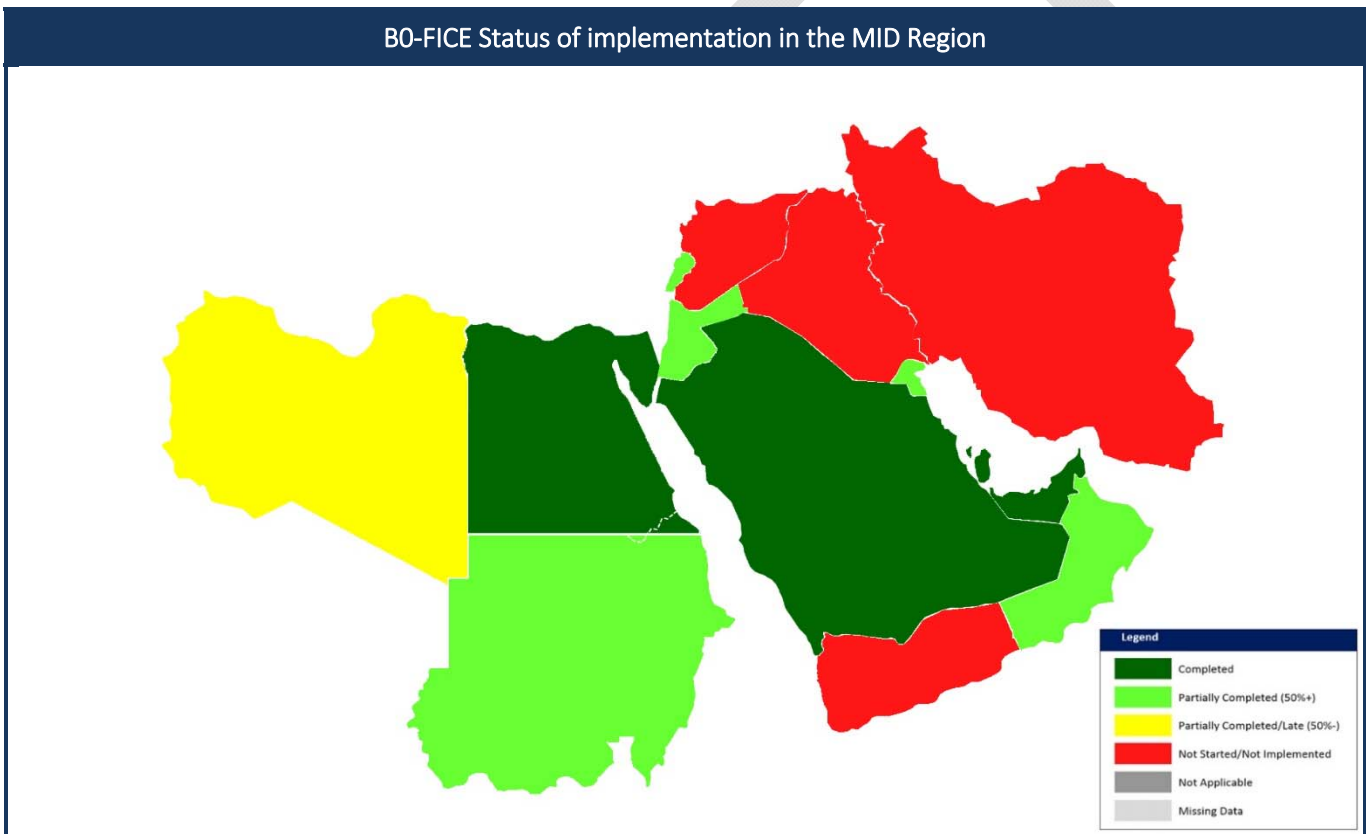 B0-FICE Status of implementation in the MID Region
Legend
Completed
Partially Completed (50%+)
Partially Completed/Late (50%-)
Not Started/Not Implemented
Not Applicable
Missing Data